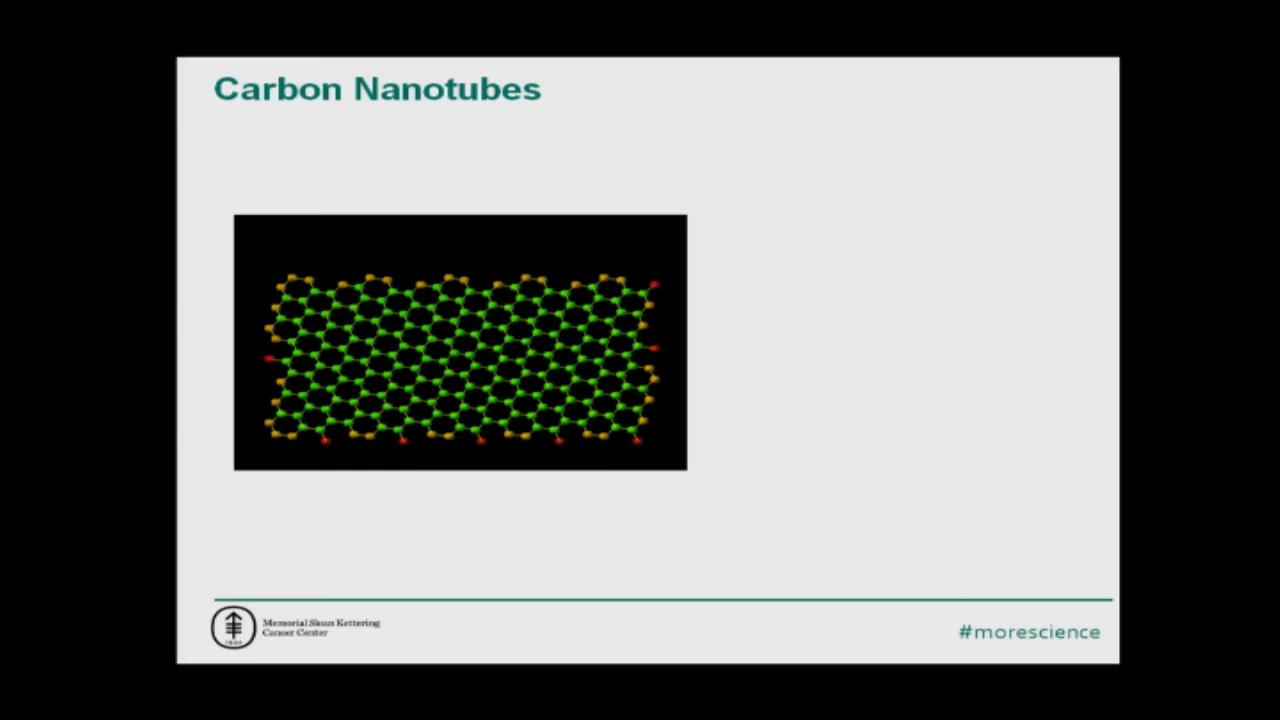 Carbon Nanotubes
Memorial Sloan Kettering
Cancer Center
#morescience